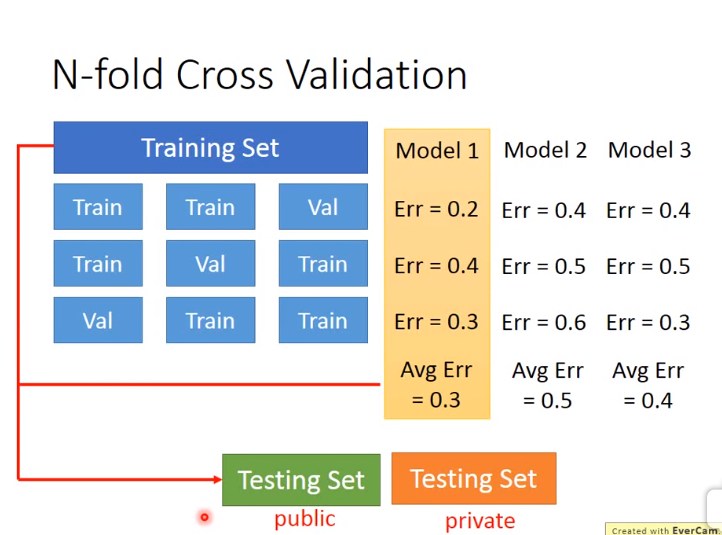 N-fold Cross Validation
Training Set
Model 1 Model 2 Model 3
Train Train Val
Err = 0.2 Err = 0.4 Err = 0.4
Train Val Train
Err = 0.4 Err = 0.5 Err = 0.5
Val Train Train
Err = 0.3 Err = 0.6 Err = 0.3
Avg Err Avg Err Avg Err
= 0.3 = 0.5 = 0.4
Testing Set Testing Set
public private
Created with EverCam